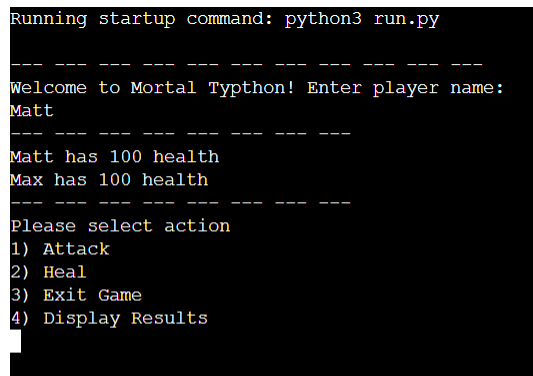 Running startup command: python3 run.py
--- --- --- --- --- --- --- --- --- --- ---
Welcome to Mortal Typthon! Enter player name:
Matt
--- --- --- --- --- --- --- ---
Matt has 100 health
Max has 100 health
--- --- --- --- --- --- --- ---
Please select action
1) Attack
2) Heal
3) Exit Game
4) Display Results